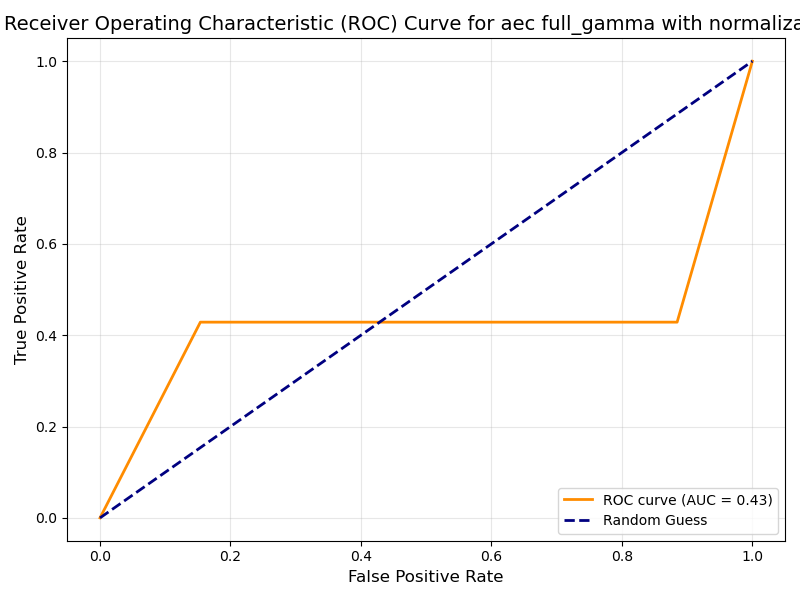 Receiver Operating Characteristic (ROC) Curve for aec full_gamma with normaliza
1.0
0.8
0.6
0.4
0.2
0.0
True Positive Rate
ROC curve (AUC = 0.43)
Random Guess
0.0 0.2 0.4 0.6 0.8 1.0
False Positive Rate